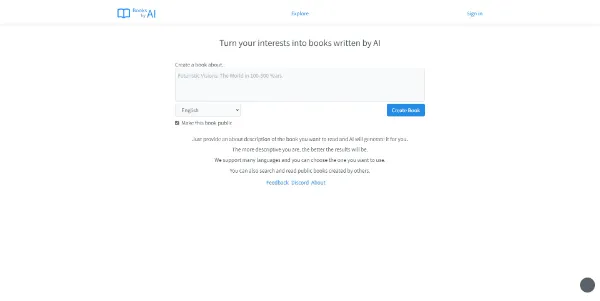 Books
by AI
Explore
Sign in
Turn your interests into books written by AI
Create a book about:
Futuristic Visions: The World in 100-200 Years
English
Create Book
Make this book public
Just provide an about description of the book you want to read and AI will generate it for you.
The more descriptive you are, the better the results will be.
We support many languages and you can choose the one you want to use.
You can also search and read public books created by others.
Feedback Discord About